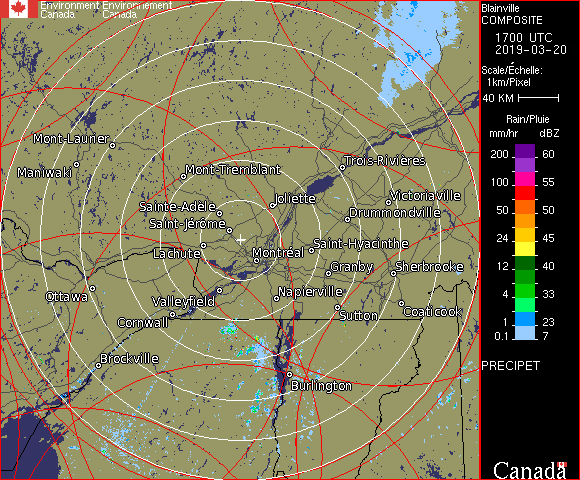 Environment Environnement
Canada Canada
Blainville
COMPOSITE
1700 UTC
2019-03-20
Scale/Échelle:
1km/Pixel
40 KM
Rain/Pluie
mm/hr dBZ
200 60
100 55
50 50
24 45
12 40
4 33
1 23
0.1 7
PRECIPET
Canada
Mont-Laurier
Maniwaki
Mont-Tremblant
Trois-Rivières
Joliette
Victoriaville
Sainte-Adèle
Drummondville
Saint-Jérôme
Saint-Hyacinthe
Lachute
Montréal
Granby
Sherbrooke
Ottawa
Valleyfield
Napierville
Cornwall
Sutton
Coaticook
Brockville
Burlington